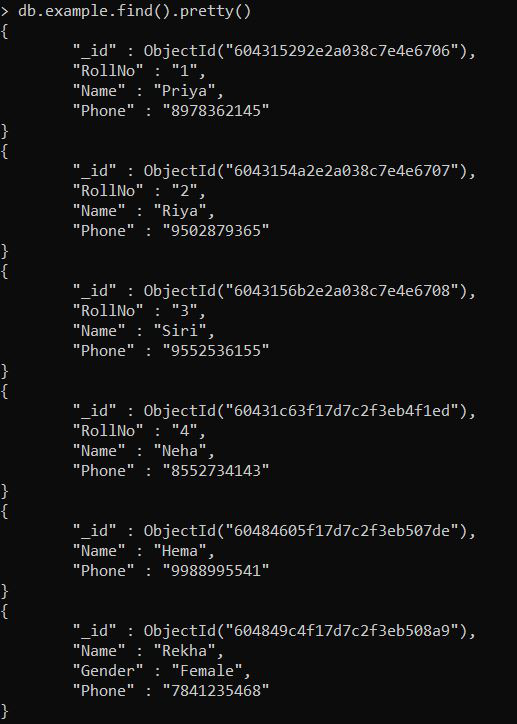 > db.example.find().pretty()
{
"_id" : ObjectId("604315292e2a038c7e4e6706"),
"RollNo" : "1",
"Name" : "Priya",
"Phone" : "8978362145"
}
{
"_id" : ObjectId("6043154a2e2a038c7e4e6707"),
"RollNo" : "2",
"Name" : "Riya",
"Phone" : "9502879365"
}
{
"_id" : ObjectId("6043156b2e2a038c7e4e6708"),
"RollNo" : "3",
"Name" : "Siri",
"Phone" : "9552536155"
}
{
"_id" : ObjectId("60431c63f17d7c2f3eb4f1ed"),
"RollNo" : "4",
"Name" : "Neha",
"Phone" : "8552734143"
}
{
"_id" : ObjectId("60484605f17d7c2f3eb507de"),
"Name" : "Hema",
"Phone" : "9988995541"
}
{
"_id" : ObjectId("604849c4f17d7c2f3eb508a9"),
"Name" : "Rekha",
"Gender" : "Female",
"Phone" : "7841235468"
}